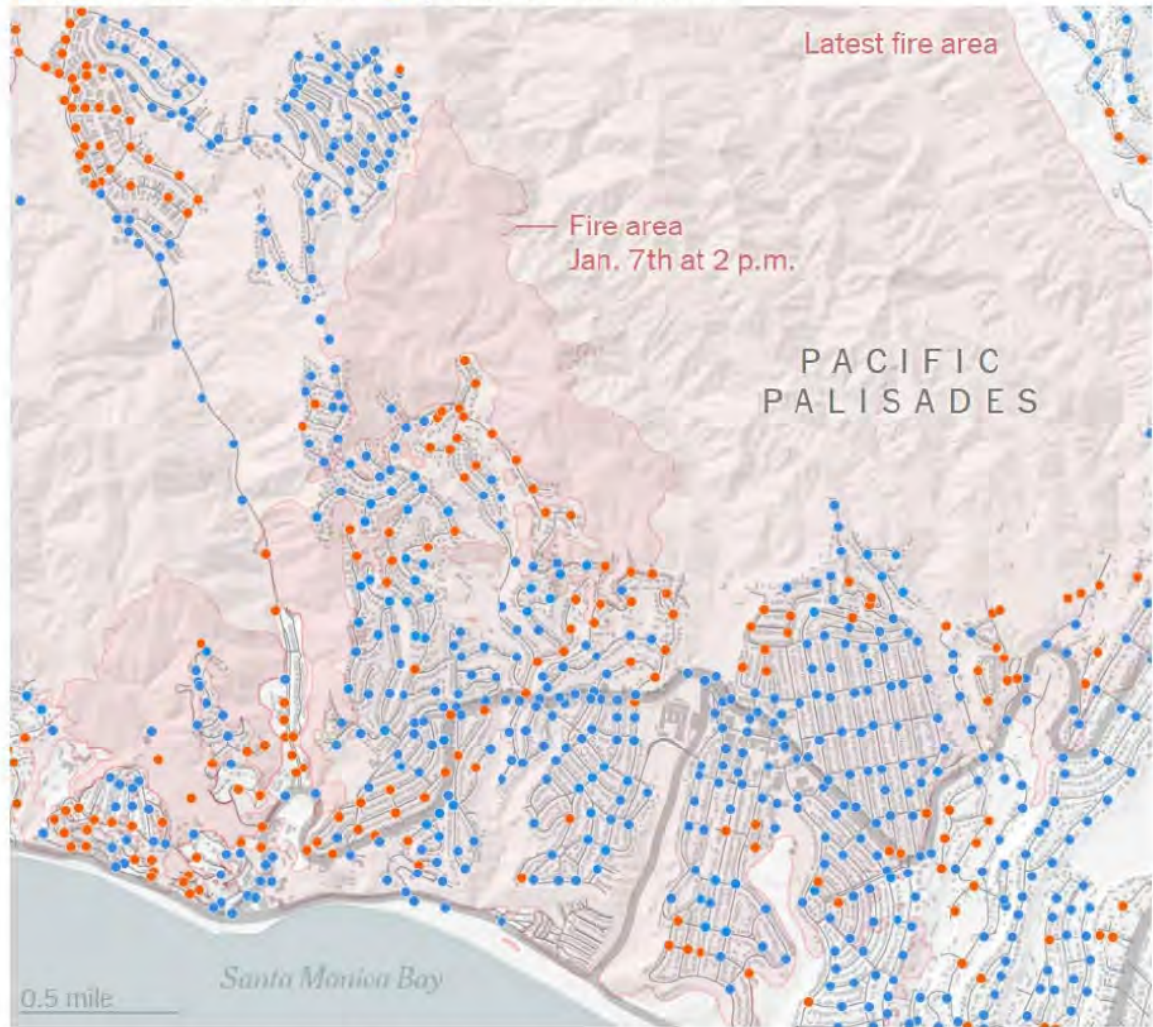 Latest fire area
Fire area
Jan. 7th at 2 p.m.
PACIFIC
PALISADES
Santa Monica Bay
0.5 mile